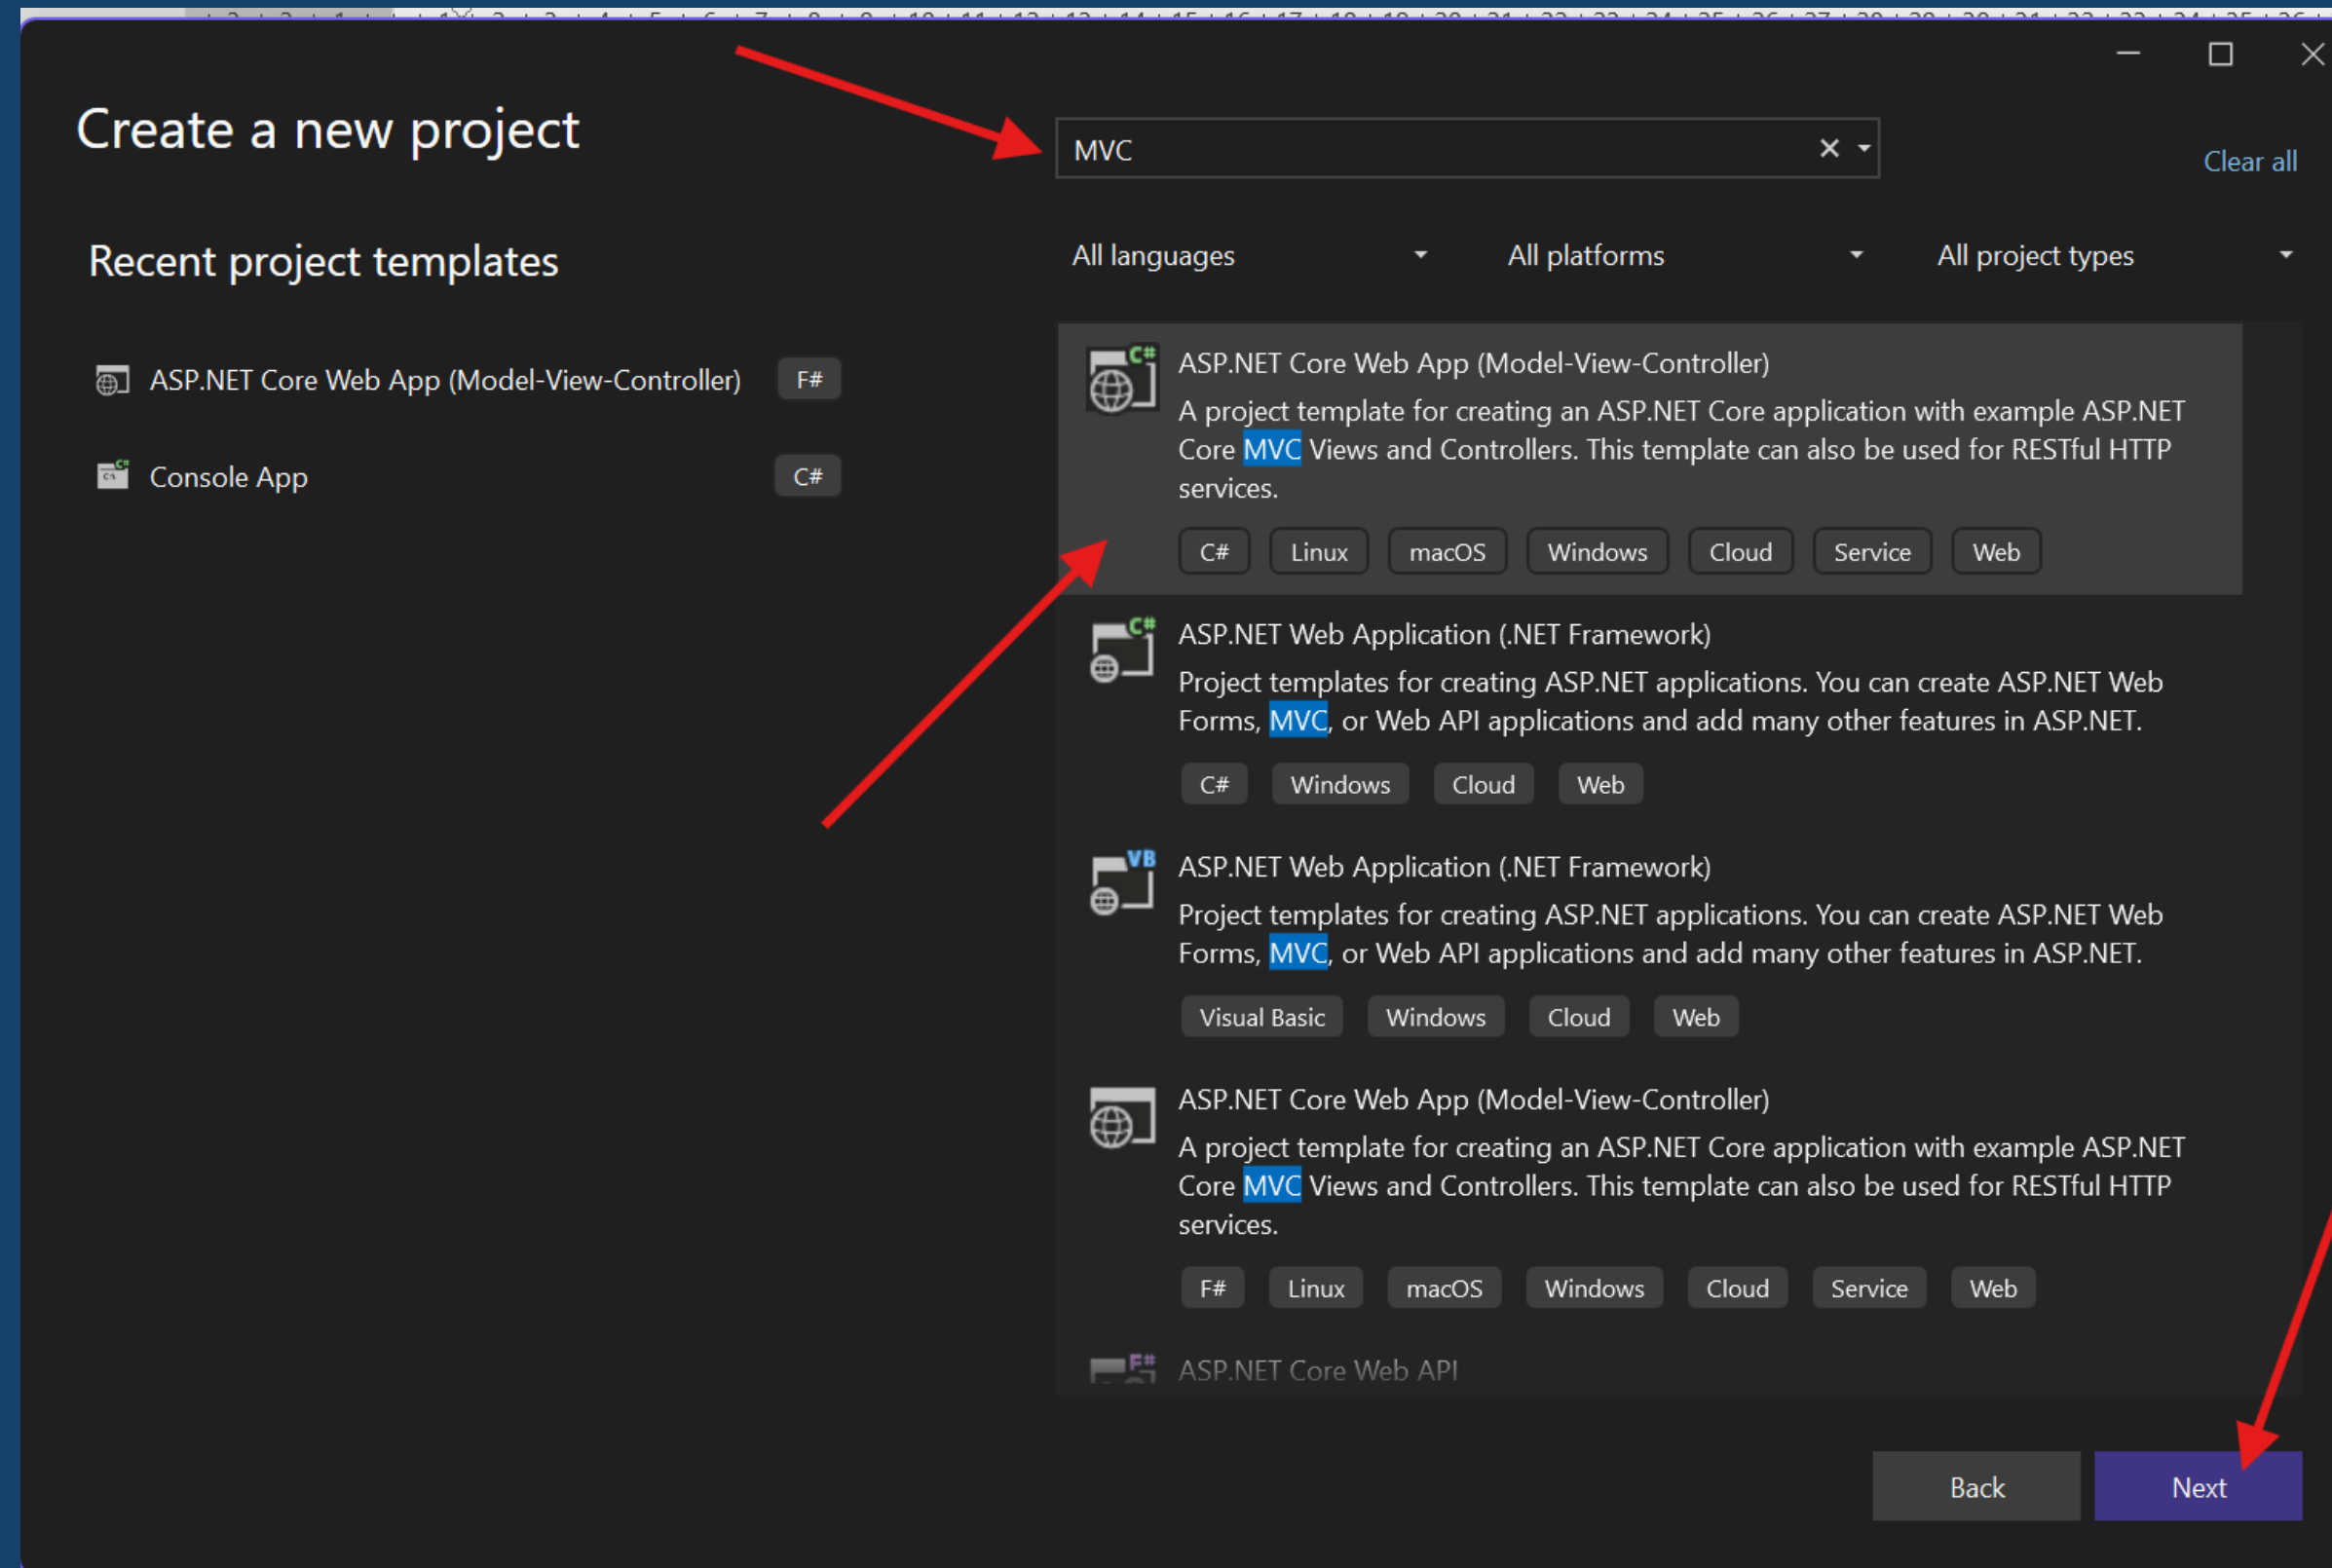 Create a new project
MVC
Clear all
Recent project templates
All languages
All platforms
All project types
ASP.NET Core Web App (Model-View-Controller)
F#
Console App
C#
C#
ASP.NET Core Web App (Model-View-Controller)
A project template for creating an ASP.NET Core application with example ASP.NET
Core MVC Views and Controllers. This template can also be used for RESTful HTTP
services.
C# Linux macOS Windows Cloud Service Web
C#
ASP.NET Web Application (.NET Framework)
Project templates for creating ASP.NET applications. You can create ASP.NET Web
Forms, MVC, or Web API applications and add many other features in ASP.NET.
C# Windows Cloud Web
VB
ASP.NET Web Application (.NET Framework)
Project templates for creating ASP.NET applications. You can create ASP.NET Web
Forms, MVC, or Web API applications and add many other features in ASP.NET.
Visual Basic Windows Cloud Web
ASP.NET Core Web App (Model-View-Controller)
A project template for creating an ASP.NET Core application with example ASP.NET
Core MVC Views and Controllers. This template can also be used for RESTful HTTP
services.
F# Linux macOS Windows Cloud Service Web
F#
ASP.NET Core Web API
Back
Next